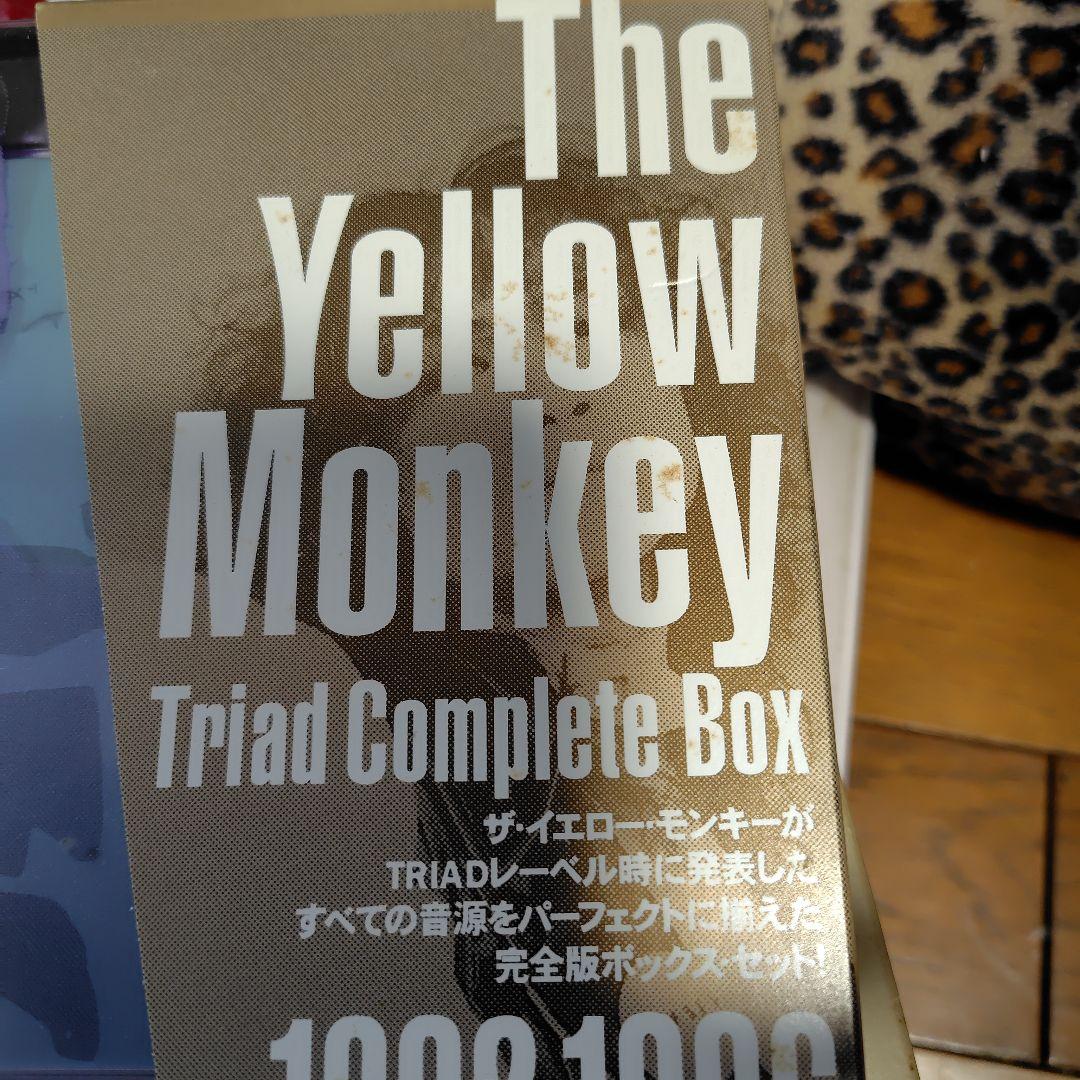 The
Yellow
Monkey
Triad Complete Box
ザ・イエロー・モンキーが
TRIADレーベル時に発表した
すべての音源をパーフェクトに揃えた
完全版ボックス・セット!